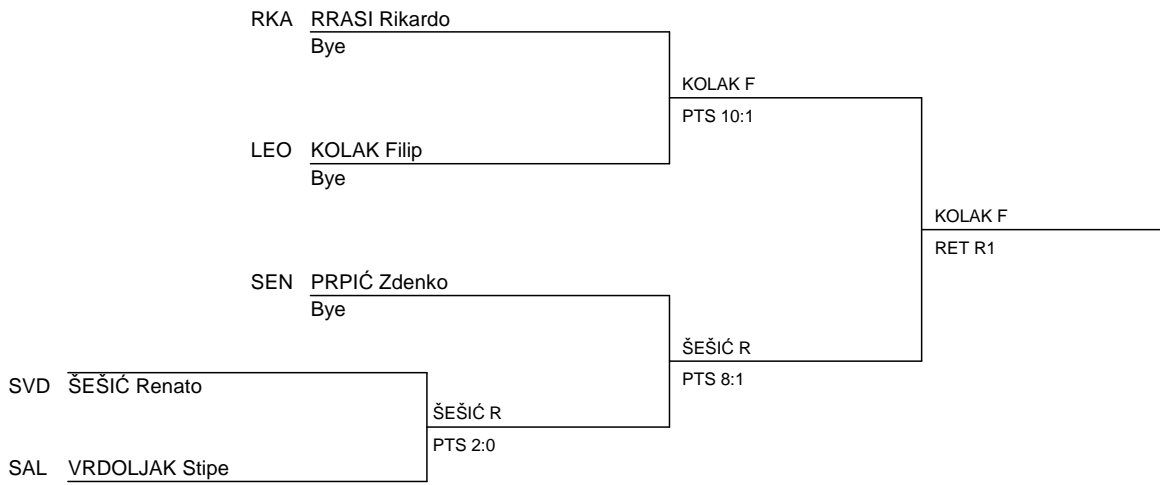 RKA RRASI Rikardo
Bye
KOLAK F
PTS 10:1
LEO KOLAK Filip
Bye
KOLAK F
RET R1
SEN PRPIĆ Zdenko
Bye
ŠEŠIĆ R
PTS 8:1
SVD ŠEŠIĆ Renato
ŠEŠIĆ R
PTS 2:0
SAL VRDOLJAK Stipe